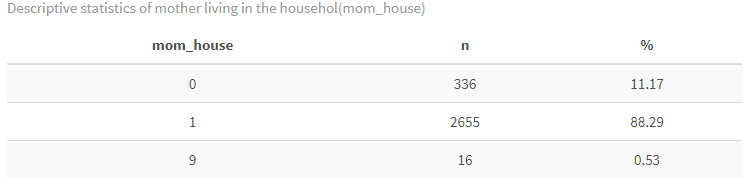 Descriptive statistics of mother living in the househol(mom_house)
mom_house n %
0 336 11.17
1 2655 88.29
9 16 0.53